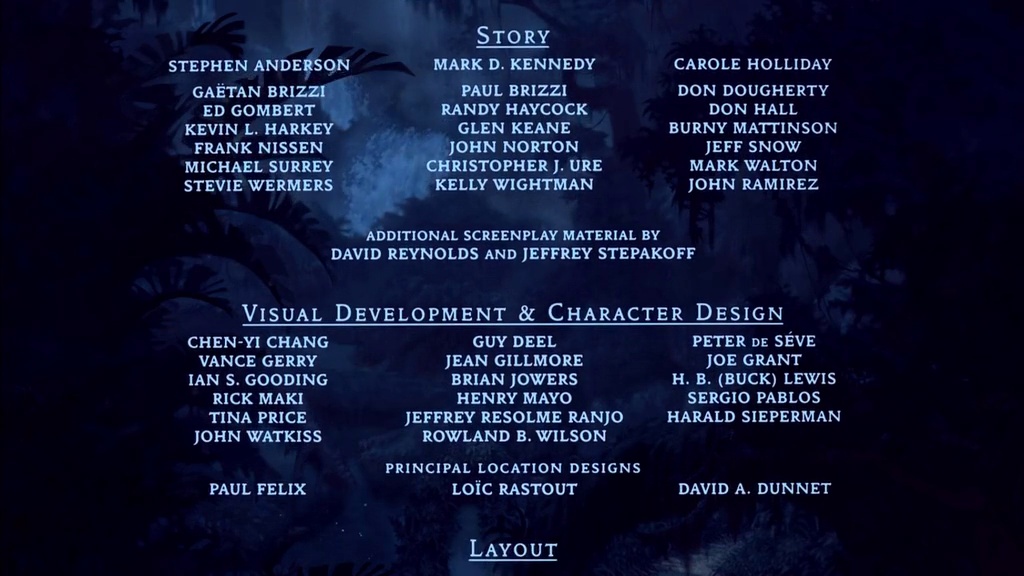 STORY
STEPHEN ANDERSON MARK D. KENNEDY CAROLE HOLLIDAY
GAËTAN BRIZZI PAUL BRIZZI DON DOUGHERTY
ED GOMBERT RANDY HAYCOCK DON HALL
KEVIN L. HARKEY GLEN KEANE BURNY MATTINSON
FRANK NISSEN JOHN NORTON JEFF SNOW
MICHAEL SURREY CHRISTOPHER J. URE MARK WALTON
STEVIE WERMERS KELLY WIGHTMAN JOHN RAMIREZ
ADDITIONAL SCREENPLAY MATERIAL BY
DAVID REYNOLDS AND JEFFREY STEPAKOFF
VISUAL DEVELOPMENT & CHARACTER DESIGN
CHEN-YI CHANG GUY DEEL PETER DE SÉVE
VANCE GERRY JEAN GILLMORE JOE GRANT
IAN S. GOODING BRIAN JOWERS H. B. (BUCK) LEWIS
RICK MAKI HENRY MAYO SERGIO PABLOS
TINA PRICE JEFFREY RESOLME RANJO HARALD SIEPERMAN
JOHN WATKISS ROWLAND B. WILSON
PRINCIPAL LOCATION DESIGNS
PAUL FELIX LOÏC RASTOUT DAVID A. DUNNET
LAYOUT